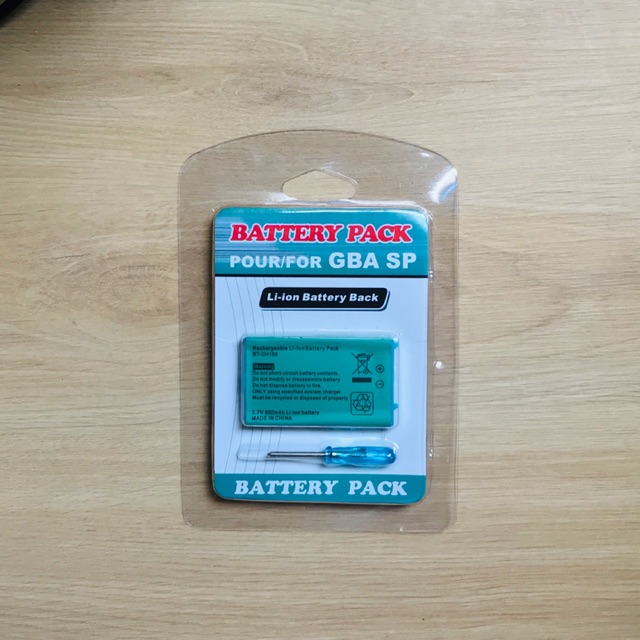 BATTERY PACK
POUR/FOR GBA SP
Li-ion Battery Back
Rechargeable Li-ion Battery Pack
Warning
Do not short-circuit battery contents.
Do not modify or disassemble battery
Do not dispose battery in fire.
ONLY using specified system charger
Must be recycled or disposed of properly
3.7V Li-ion battery
MADE IN CHINA
BATTERY PACK